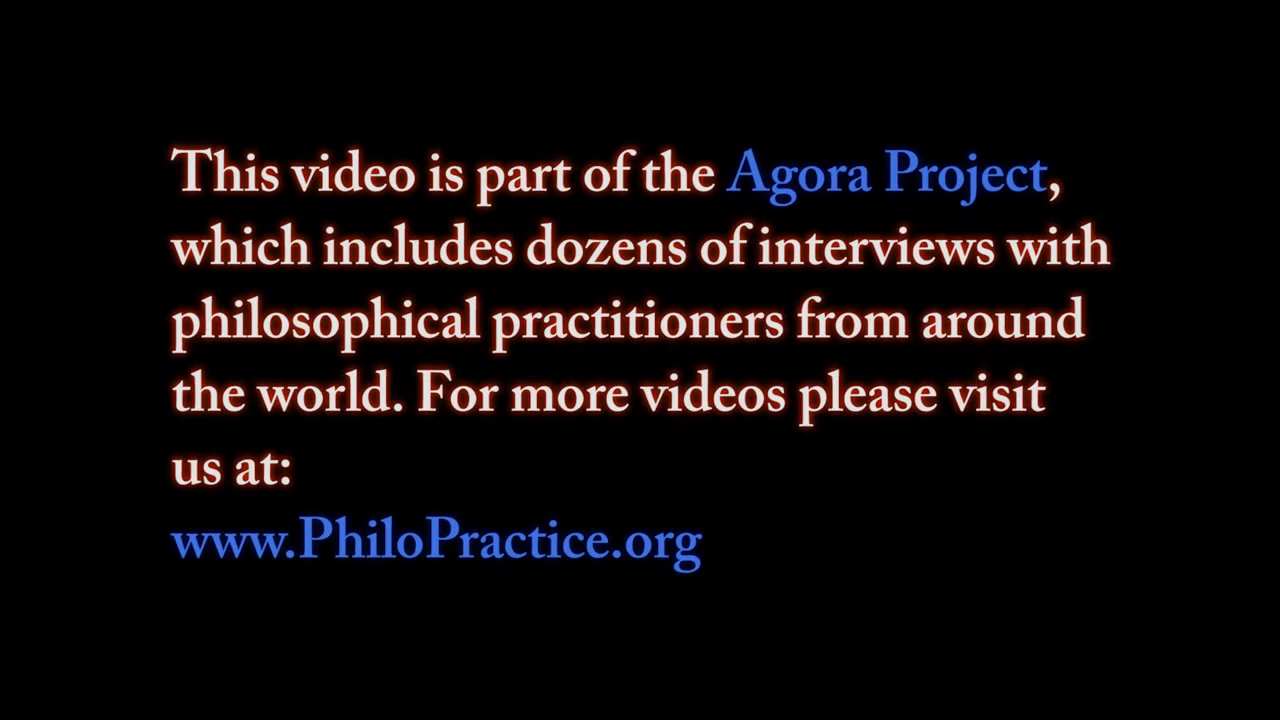 This video is part of the Agora Project,
which includes dozens of interviews with
philosophical practitioners from around
the world. For more videos please visit
us at:
www.PhiloPractice.org